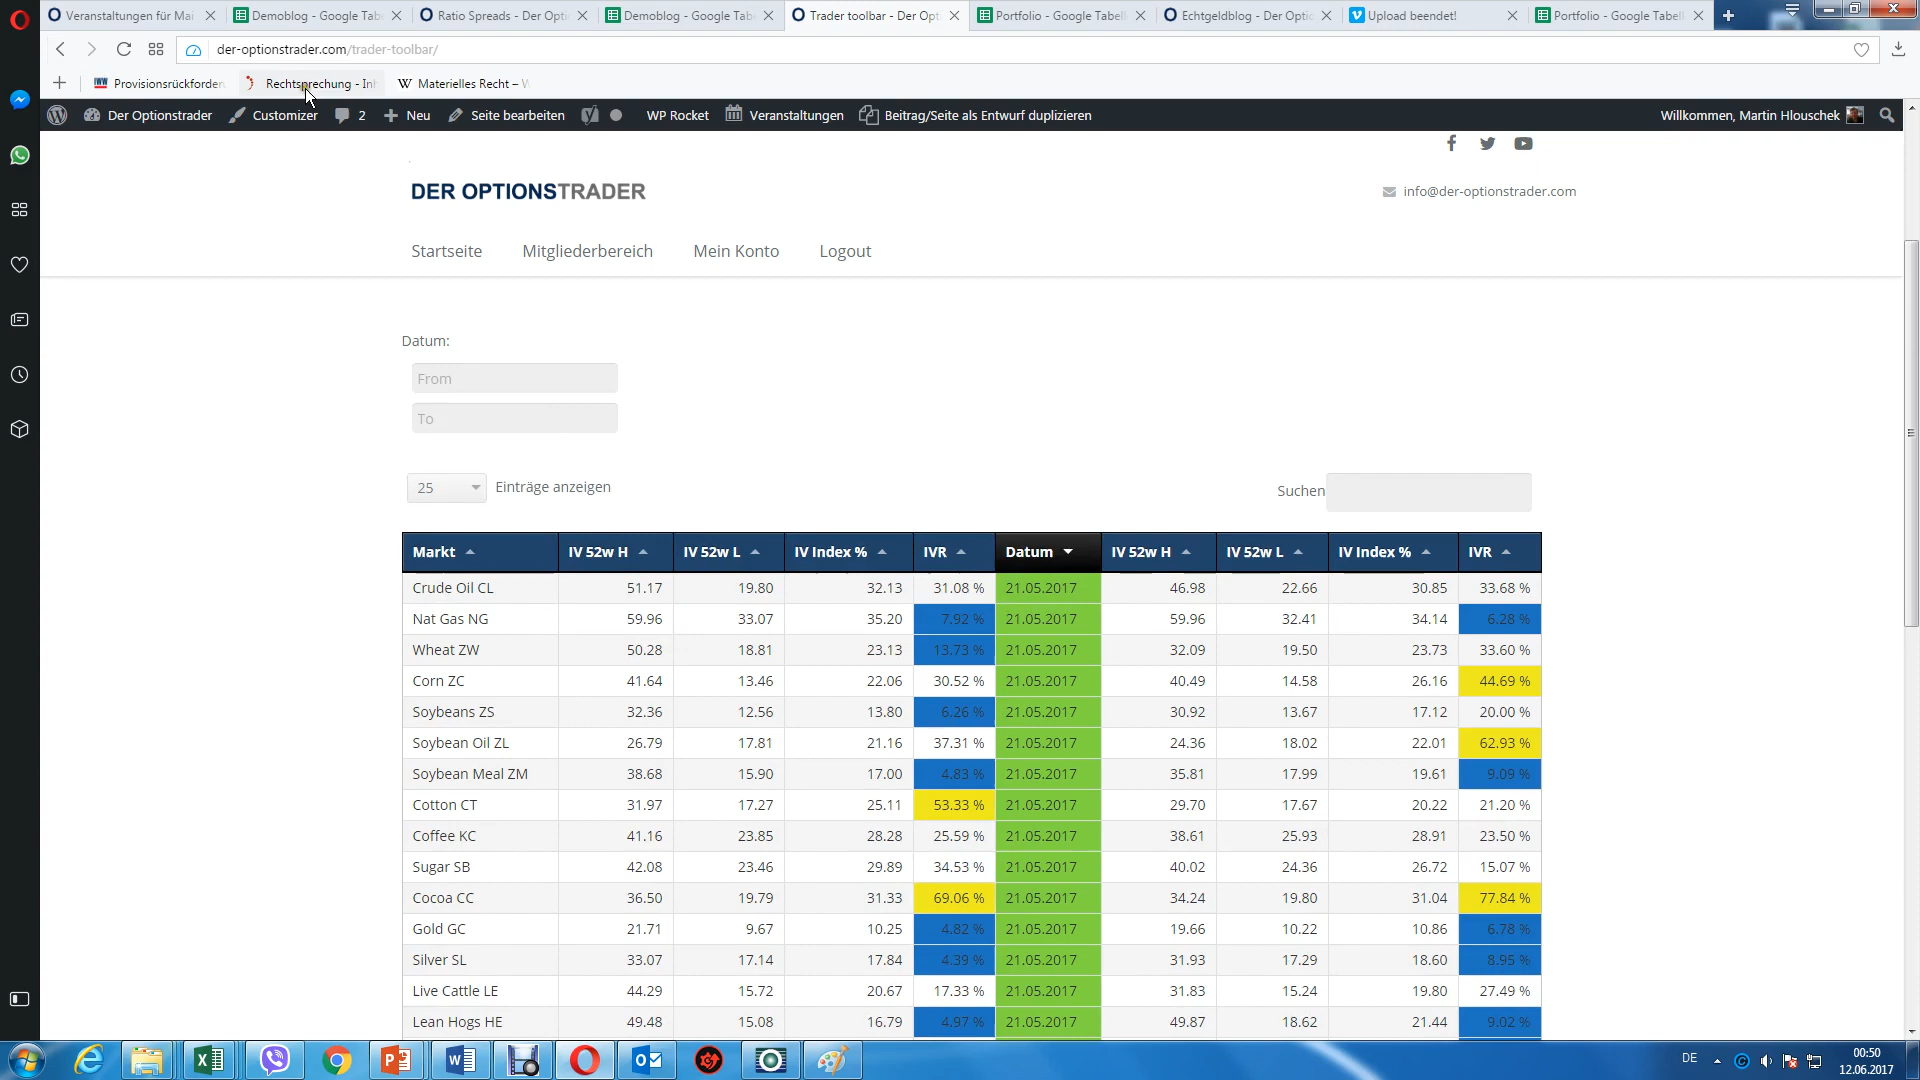 Veranstaltungen für Mai
Demoblog - Google Tab
Ratio Spreads - Der Opti
Demoblog - Google Tab
Trader toolbar - Der Opt
Portfolio - Google Tabell
Echtgeldblog - Der Optio
Upload beendet!
Portfolio - Google Tabell
der-optionstrader.com/trader-toolbar/
Provisionsrückforderu
Rechtsprechung - Inh
Materielles Recht – W
Der Optionstrader
Customizer
2
Neu
Seite bearbeiten
WP Rocket
Veranstaltungen
Beitrag/Seite als Entwurf duplizieren
Willkommen, Martin Hlouschek
DER OPTIONSTRADER
info@der-optionstrader.com
Startseite Mitgliederbereich Mein Konto Logout
Datum:
From
To
25 Einträge anzeigen
Suchen
Markt IV 52w H IV 52w L IV Index % IVR Datum IV 52w H IV 52w L IV Index % IVR
Crude Oil CL 51.17 19.80 32.13 31.08 % 21.05.2017 46.98 22.66 30.85 33.68 %
Nat Gas NG 59.96 33.07 35.20 7.92 % 21.05.2017 59.96 32.41 34.14 6.28 %
Wheat ZW 50.28 18.81 23.13 13.73 % 21.05.2017 32.09 19.50 23.73 33.60 %
Corn ZC 41.64 13.46 22.06 30.52 % 21.05.2017 40.49 14.58 26.16 44.69 %
Soybeans ZS 32.36 12.56 13.80 6.26 % 21.05.2017 30.92 13.67 17.12 20.00 %
Soybean Oil ZL 26.79 17.81 21.16 37.31 % 21.05.2017 24.36 18.02 22.01 62.93 %
Soybean Meal ZM 38.68 15.90 17.00 4.83 % 21.05.2017 35.81 17.99 19.61 9.09 %
Cotton CT 31.97 17.27 25.11 53.33 % 21.05.2017 29.70 17.67 20.22 21.20 %
Coffee KC 41.16 23.85 28.28 25.59 % 21.05.2017 38.61 25.93 28.91 23.50 %
Sugar SB 42.08 23.46 29.89 34.53 % 21.05.2017 40.02 24.36 26.72 15.07 %
Cocoa CC 36.50 19.79 31.33 69.06 % 21.05.2017 34.24 19.80 31.04 77.84 %
Gold GC 21.71 9.67 10.25 4.82 % 21.05.2017 19.66 10.22 10.86 6.78 %
Silver SL 33.07 17.14 17.84 4.39 % 21.05.2017 31.93 17.29 18.60 8.95 %
Live Cattle LE 44.29 15.72 20.67 17.33 % 21.05.2017 31.83 15.24 19.80 27.49 %
Lean Hogs HE 49.48 15.08 16.79 4.97 % 21.05.2017 49.87 18.62 21.44 9.02 %
DE
00:50
12.06.2017